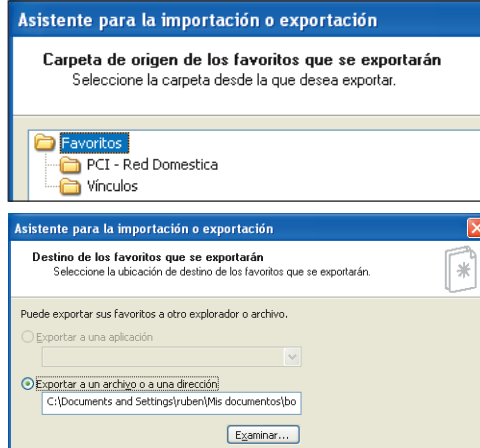 Asistente para la importación o exportación
Carpeta de origen de los favoritos que se exportarán
Seleccione la carpeta desde la que desea exportar.
Favoritos
PCI - Red Domestica
Vínculos
Asistente para la importación o exportación
Destino de los favoritos que se exportarán
Seleccione la ubicación de destino de los favoritos que se exportarán.
Puede exportar sus favoritos a otro explorador o archivo.
Exportar a una aplicación
Exportar a un archivo o a una dirección
C:\Documents and Settings\ruben\Mis documentos\bo
Examinar...